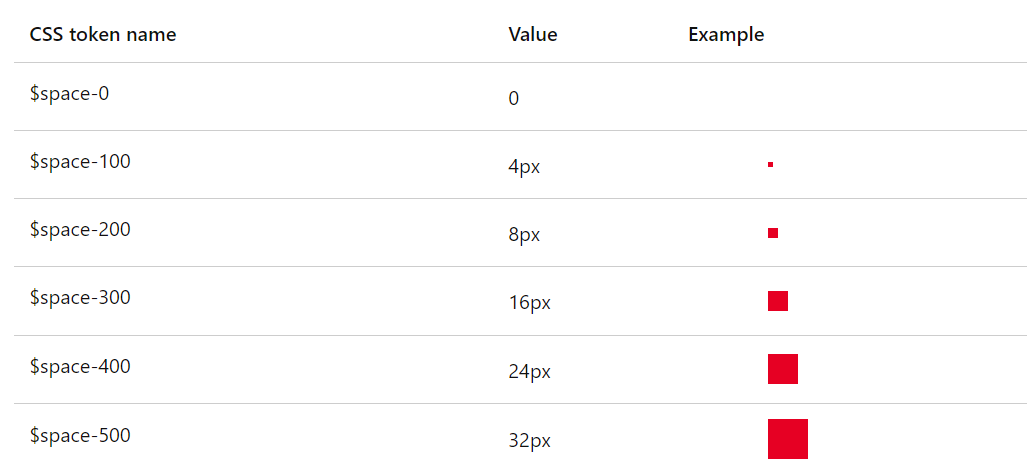 CSS token name Value Example
$space-0 0
$space-100 4px
$space-200 8px
$space-300 16px
$space-400 24px
$space-500 32px